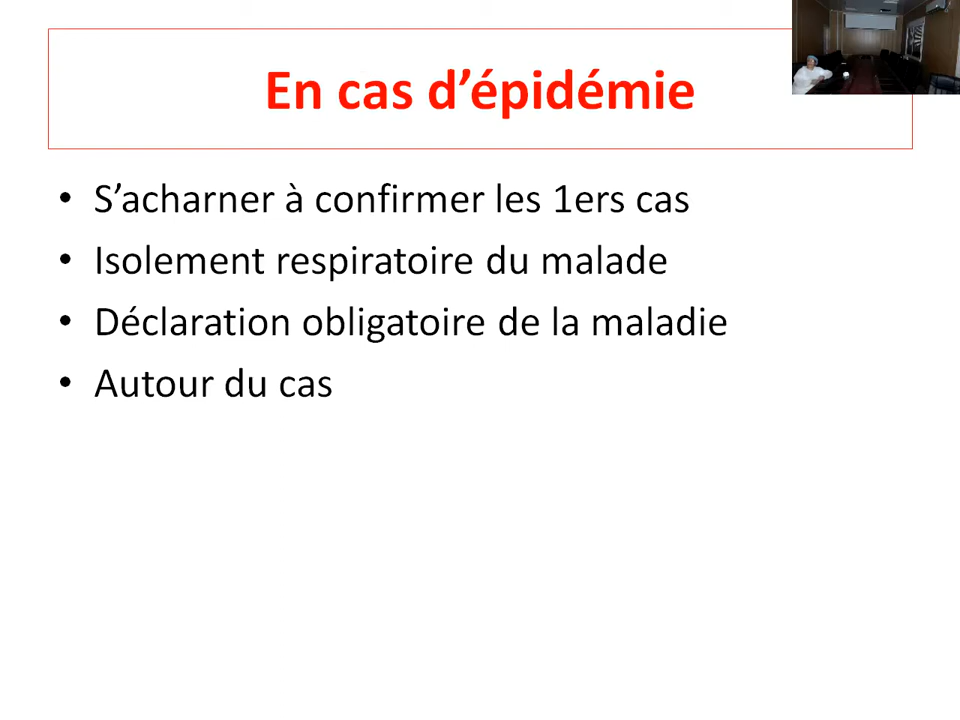 En cas d’épidémie
• S’acharner à confirmer les 1ers cas
• Isolement respiratoire du malade
• Déclaration obligatoire de la maladie
• Autour du cas